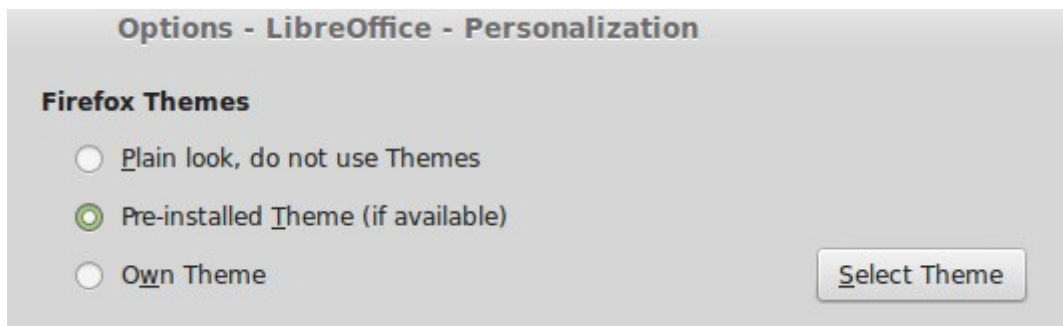 Options - LibreOffice - Personalization
Firefox Themes
Plain look, do not use Themes
Pre-installed Theme (if available)
Own Theme
Select Theme